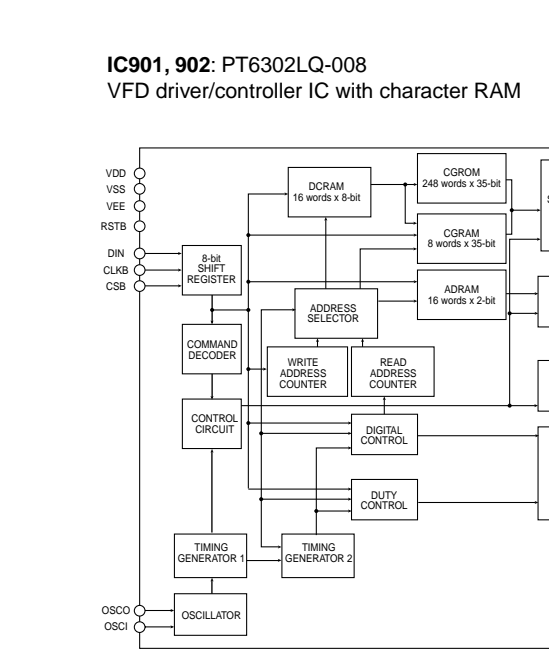 IC901, 902: PT6302LQ-008
VFD driver/controller IC with character RAM
VDD
VSS
VEE
RSTB
DIN
CLKB
CSB
8-bit
SHIFT
REGISTER
COMMAND
DECODER
CONTROL
CIRCUIT
TIMING
GENERATOR 1
OSCO
OSCI
OSCILLATOR
DCRAM
16 words x 8-bit
CGROM
248 words x 35-bit
CGRAM
8 words x 35-bit
ADRAM
16 words x 2-bit
ADDRESS
SELECTOR
WRITE
ADDRESS
COUNTER
READ
ADDRESS
COUNTER
DIGITAL
CONTROL
DUTY
CONTROL
TIMING
GENERATOR 2